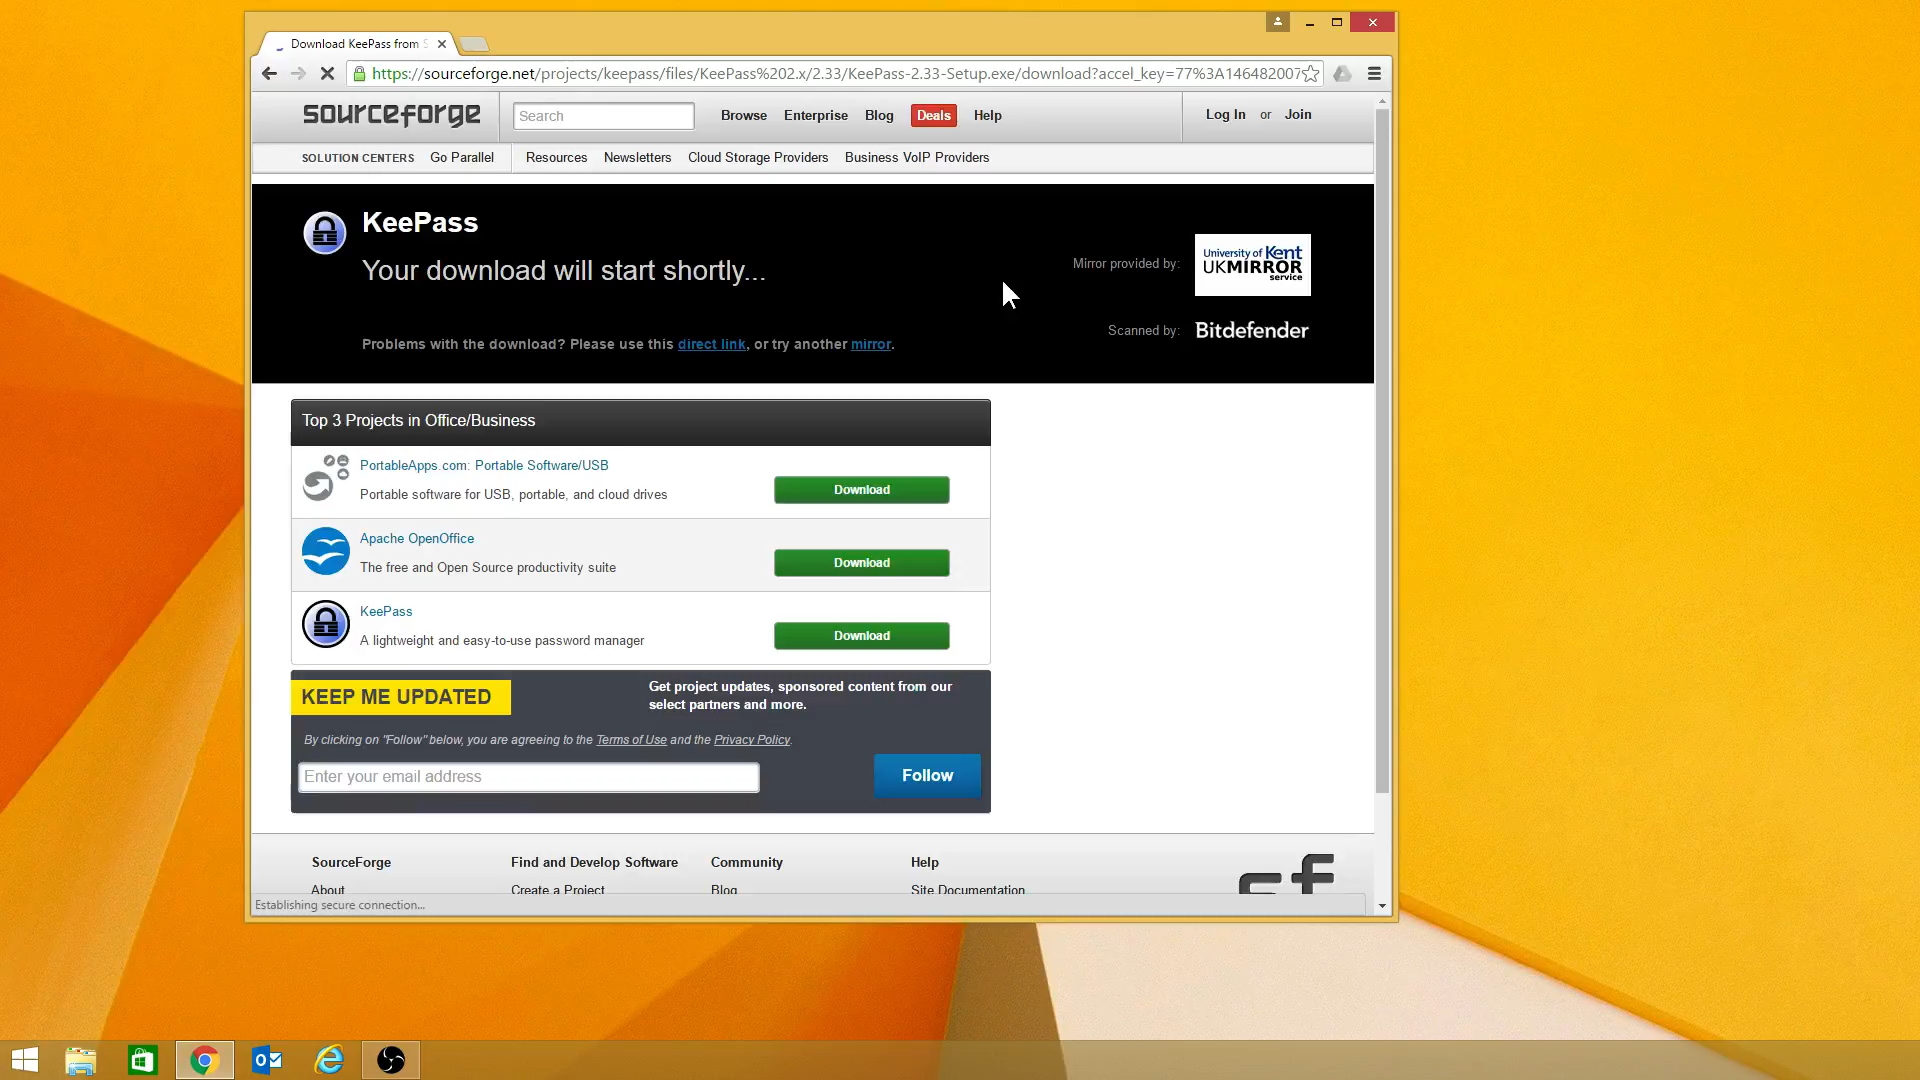 Download KeePass from S
https://sourceforge.net/projects/keepass/files/KeePass%202.x/2.33/KeePass-2.33-Setup.exe/download?accel_key=77%3A146482007
sourceforge
Search
Browse Enterprise Blog Deals Help
Log In or Join
SOLUTION CENTERS Go Parallel Resources Newsletters Cloud Storage Providers Business VoIP Providers
KeePass
Your download will start shortly...
Mirror provided by:
University of Kent
UKMIRROR
service
Scanned by: Bitdefender
Problems with the download? Please use this direct link, or try another mirror.
Top 3 Projects in Office/Business
PortableApps.com: Portable Software/USB
Portable software for USB, portable, and cloud drives
Download
Apache OpenOffice
The free and Open Source productivity suite
Download
KeePass
A lightweight and easy-to-use password manager
Download
KEEP ME UPDATED
Get project updates, sponsored content from our
select partners and more.
By clicking on "Follow" below, you are agreeing to the Terms of Use and the Privacy Policy.
Enter your email address
Follow
SourceForge Find and Develop Software Community Help
About Create a Project Blog Site Documentation
sf
Establishing secure connection...